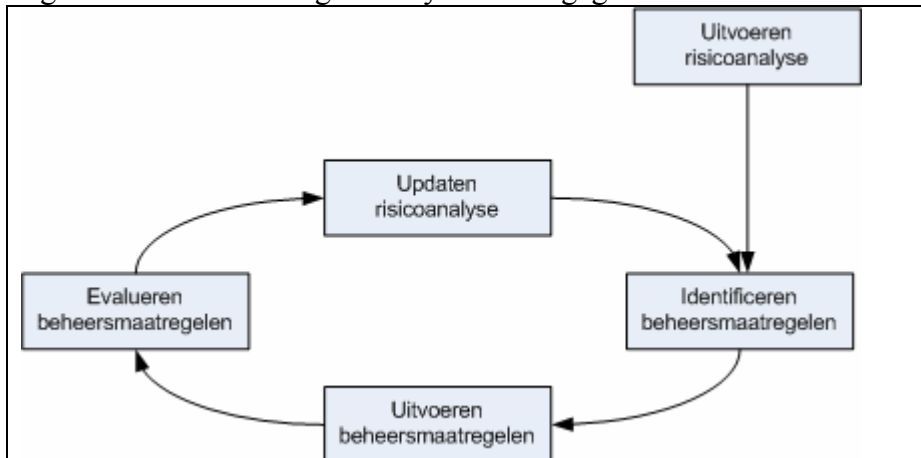 Uitvoeren
risicoanalyse
Updaten
risicoanalyse
Identificeren
beheersmaatregelen
Uitvoeren
beheersmaatregelen
Evalueren
beheersmaatregelen